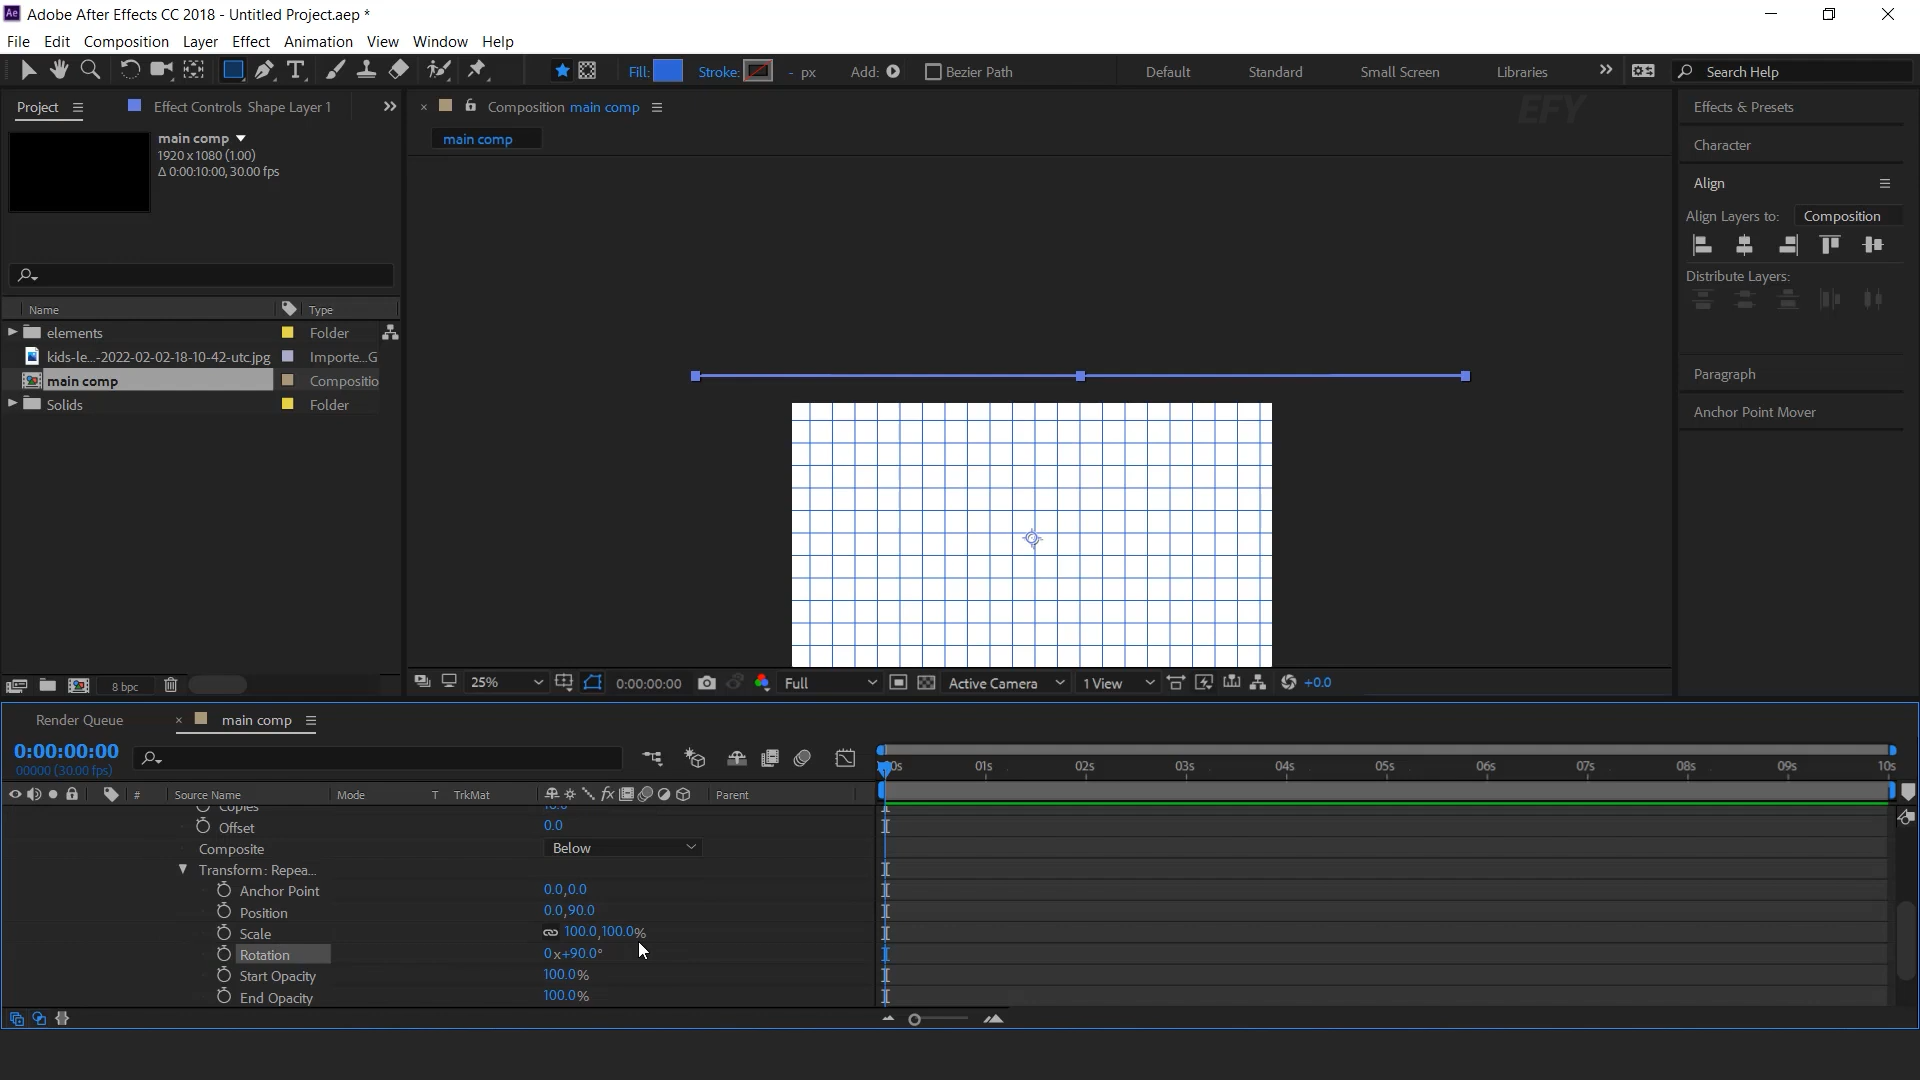 Adobe After Effects CC 2018 - Untitled Project.aep *
File Edit Composition Layer Effect Animation View Window Help
Fill: Stroke: - px Add: Bezier Path Default Standard Small Screen Libraries Search Help
Project Effect Controls Shape Layer 1
Composition main comp
EFY
Effects & Presets
main comp
1920 x 1080 (1.00)
Δ 0:00:10:00, 30.00 fps
main comp
Character
Align
Align Layers to: Composition
Distribute Layers:
Name Type
elements Folder
kids-le...-2022-02-02-18-10-42-utc.jpg Importe...G
main comp Compositio
Solids Folder
Paragraph
Anchor Point Mover
8 bpc
25% 0:00:00:00 Full Active Camera 1 View +0.0
Render Queue main comp
0:00:00:00
00000 (30.00 fps)
00s 01s 02s 03s 04s 05s 06s 07s 08s 09s 10s
# Source Name Mode T TrkMat fx Parent
Copies
Offset 0.0
Composite Below
Transform: Repea...
Anchor Point 0.0,0.0
Position 0.0,90.0
Scale 100.0,100.0%
Rotation 0x+90.0°
Start Opacity 100.0%
End Opacity 100.0%